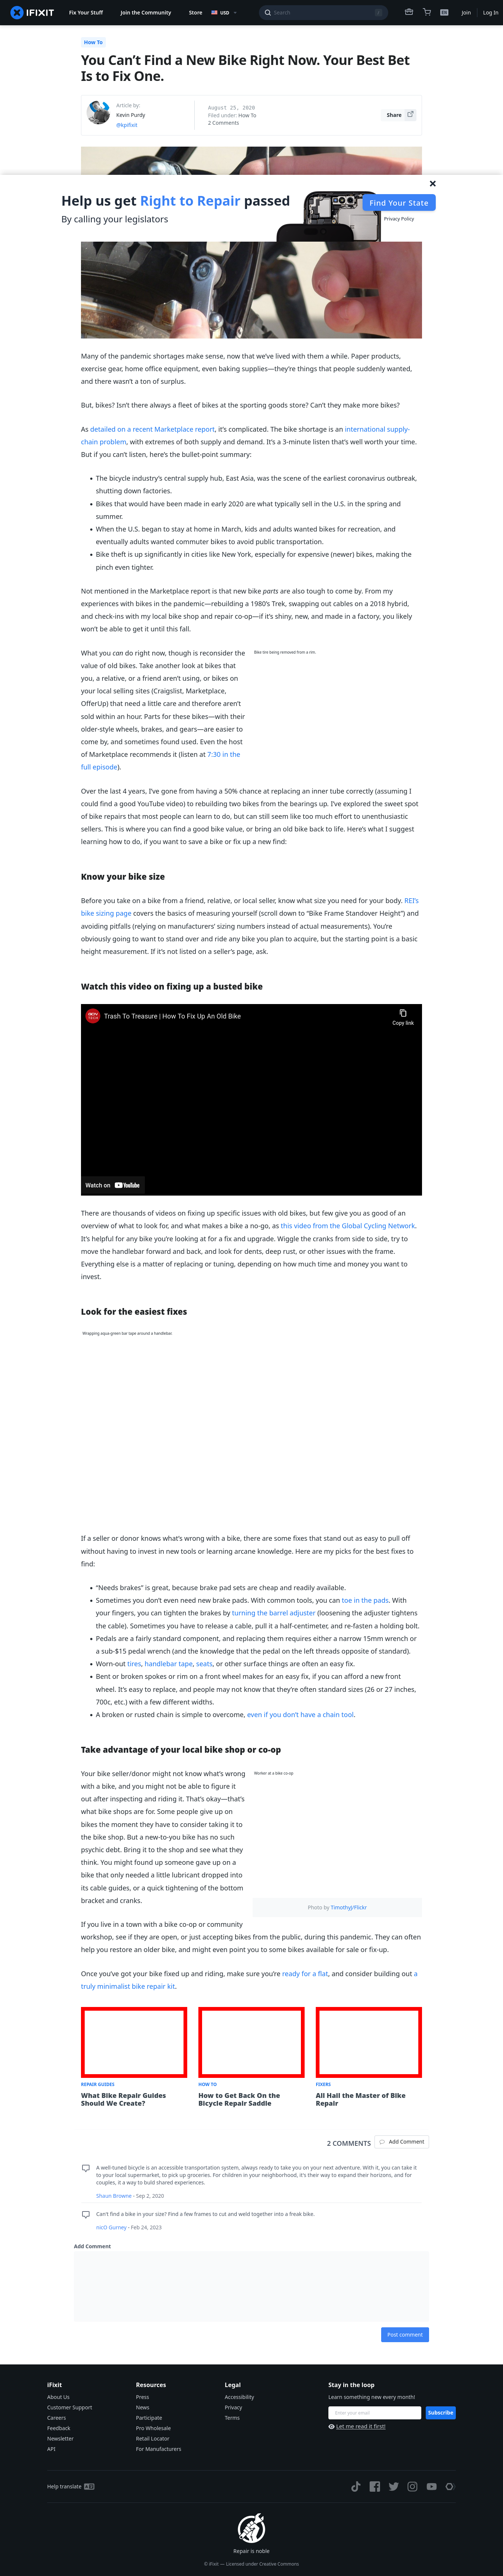 IFIXIT
Fix Your Stuff
Join the Community
Store
USD
Search
/
Join
Log In
How To
You Can’t Find a New Bike Right Now. Your Best Bet
Is to Fix One.
Article by:
Kevin Purdy
@kpifixit
August 25, 2020
Filed under: How To
2 Comments
Share
Help us get Right to Repair passed
By calling your legislators
Find Your State
Privacy Policy
Many of the pandemic shortages make sense, now that we’ve lived with them a while. Paper products,
exercise gear, home office equipment, even baking supplies—they’re things that people suddenly wanted,
and there wasn’t a ton of surplus.
But, bikes? Isn’t there always a fleet of bikes at the sporting goods store? Can’t they make more bikes?
As detailed on a recent Marketplace report, it’s complicated. The bike shortage is an international supply-
chain problem, with extremes of both supply and demand. It’s a 3-minute listen that’s well worth your time.
But if you can’t listen, here’s the bullet-point summary:
• The bicycle industry’s central supply hub, East Asia, was the scene of the earliest coronavirus outbreak,
shutting down factories.
• Bikes that would have been made in early 2020 are what typically sell in the U.S. in the spring and
summer.
• When the U.S. began to stay at home in March, kids and adults wanted bikes for recreation, and
eventually adults wanted commuter bikes to avoid public transportation.
• Bike theft is up significantly in cities like New York, especially for expensive (newer) bikes, making the
pinch even tighter.
Not mentioned in the Marketplace report is that new bike parts are also tough to come by. From my
experiences with bikes in the pandemic—rebuilding a 1980’s Trek, swapping out cables on a 2018 hybrid,
and check-ins with my local bike shop and repair co-op—if it’s shiny, new, and made in a factory, you likely
won’t be able to get it until this fall.
What you can do right now, though is reconsider the
value of old bikes. Take another look at bikes that
you, a relative, or a friend aren’t using, or bikes on
your local selling sites (Craigslist, Marketplace,
OfferUp) that need a little care and therefore aren’t
sold within an hour. Parts for these bikes—with their
older-style wheels, brakes, and gears—are easier to
come by, and sometimes found used. Even the host
of Marketplace recommends it (listen at 7:30 in the
full episode).
Bike tire being removed from a rim.
Over the last 4 years, I’ve gone from having a 50% chance at replacing an inner tube correctly (assuming I
could find a good YouTube video) to rebuilding two bikes from the bearings up. I’ve explored the sweet spot
of bike repairs that most people can learn to do, but can still seem like too much effort to unenthusiastic
sellers. This is where you can find a good bike value, or bring an old bike back to life. Here’s what I suggest
learning how to do, if you want to save a bike or fix up a new find:
Know your bike size
Before you take on a bike from a friend, relative, or local seller, know what size you need for your body. REI’s
bike sizing page covers the basics of measuring yourself (scroll down to “Bike Frame Standover Height”) and
avoiding pitfalls (relying on manufacturers’ sizing numbers instead of actual measurements). You’re
obviously going to want to stand over and ride any bike you plan to acquire, but the starting point is a basic
height measurement. If it’s not listed on a seller’s page, ask.
Watch this video on fixing up a busted bike
Trash To Treasure | How To Fix Up An Old Bike
Copy link
Watch on YouTube
There are thousands of videos on fixing up specific issues with old bikes, but few give you as good of an
overview of what to look for, and what makes a bike a no-go, as this video from the Global Cycling Network.
It’s helpful for any bike you’re looking at for a fix and upgrade. Wiggle the cranks from side to side, try to
move the handlebar forward and back, and look for dents, deep rust, or other issues with the frame.
Everything else is a matter of replacing or tuning, depending on how much time and money you want to
invest.
Look for the easiest fixes
Wrapping aqua-green bar tape around a handlebar.
If a seller or donor knows what’s wrong with a bike, there are some fixes that stand out as easy to pull off
without having to invest in new tools or learning arcane knowledge. Here are my picks for the best fixes to
find:
• “Needs brakes” is great, because brake pad sets are cheap and readily available.
• Sometimes you don’t even need new brake pads. With common tools, you can toe in the pads. With
your fingers, you can tighten the brakes by turning the barrel adjuster (loosening the adjuster tightens
the cable). Sometimes you have to release a cable, pull it a half-centimeter, and re-fasten a holding bolt.
• Pedals are a fairly standard component, and replacing them requires either a narrow 15mm wrench or
a sub-$15 pedal wrench (and the knowledge that the pedal on the left threads opposite of standard).
• Worn-out tires, handlebar tape, seats, or other surface things are often an easy fix.
• Bent or broken spokes or rim on a front wheel makes for an easy fix, if you can afford a new front
wheel. It’s easy to replace, and people may not know that they’re often standard sizes (26 or 27 inches,
700c, etc.) with a few different widths.
• A broken or rusted chain is simple to overcome, even if you don’t have a chain tool.
Take advantage of your local bike shop or co-op
Your bike seller/donor might not know what’s wrong
with a bike, and you might not be able to figure it
out after inspecting and riding it. That’s okay—that’s
what bike shops are for. Some people give up on
bikes the moment they have to consider taking it to
the bike shop. But a new-to-you bike has no such
psychic debt. Bring it to the shop and see what they
think. You might found up someone gave up on a
bike that only needed a little lubricant dropped into
its cable guides, or a quick tightening of the bottom
bracket and cranks.
Worker at a bike co-op.
Photo by TimothyJ/Flickr
If you live in a town with a bike co-op or community
workshop, see if they are open, or just accepting bikes from the public, during this pandemic. They can often
help you restore an older bike, and might even point you to some bikes available for sale or fix-up.
Once you’ve got your bike fixed up and riding, make sure you’re ready for a flat, and consider building out a
truly minimalist bike repair kit.
REPAIR GUIDES
What Bike Repair Guides
Should We Create?
HOW TO
How to Get Back On the
Bicycle Repair Saddle
FIXERS
All Hail the Master of Bike
Repair
2 COMMENTS
Add Comment
A well-tuned bicycle is an accessible transportation system, always ready to take you on your next adventure. With it, you can take it
to your local supermarket, to pick up groceries. For children in your neighborhood, it's their way to expand their horizons, and for
couples, it a way to build shared experiences.
Shaun Browne - Sep 2, 2020
Can’t find a bike in your size? Find a few frames to cut and weld together into a freak bike.
nicO Gurney - Feb 24, 2023
Add Comment
Post comment
iFixit
About Us
Customer Support
Careers
Feedback
Newsletter
API
Resources
Press
News
Participate
Pro Wholesale
Retail Locator
For Manufacturers
Legal
Accessibility
Privacy
Terms
Stay in the loop
Learn something new every month!
Enter your email
Subscribe
Let me read it first!
Help translate
Repair is noble
© iFixit — Licensed under Creative Commons